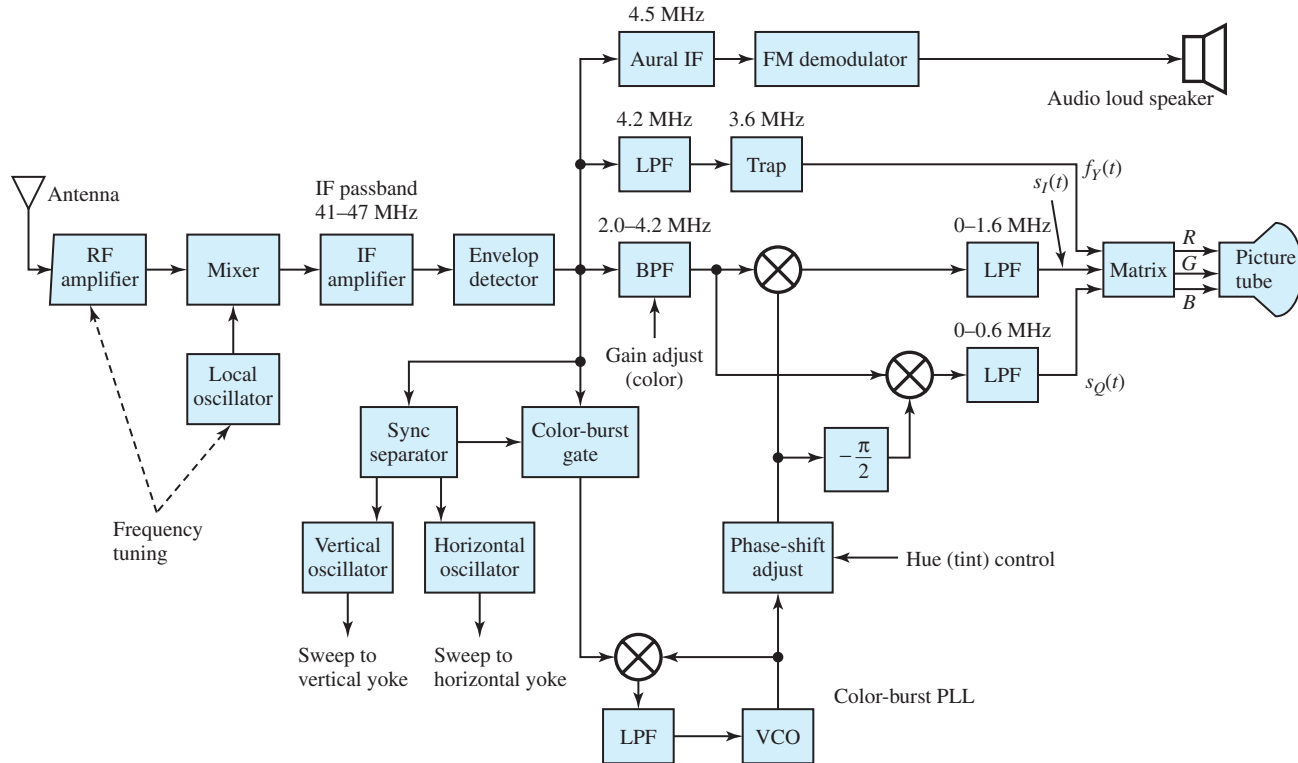 4.5 MHz
Aural IF
FM demodulator
Audio loud speaker
4.2 MHz
3.6 MHz
LPF
Trap
f_Y(t)
s_I(t)
Antenna
IF passband
41–47 MHz
2.0–4.2 MHz
0–1.6 MHz
RF
amplifier
Mixer
IF
amplifier
Envelop
detector
BPF
LPF
Matrix
R
G
B
Picture
tube
Gain adjust
(color)
0–0.6 MHz
LPF
s_Q(t)
Local
oscillator
Sync
separator
Color-burst
gate
−π/2
Frequency
tuning
Vertical
oscillator
Horizontal
oscillator
Phase-shift
adjust
Hue (tint) control
Sweep to
vertical yoke
Sweep to
horizontal yoke
Color-burst PLL
LPF
VCO